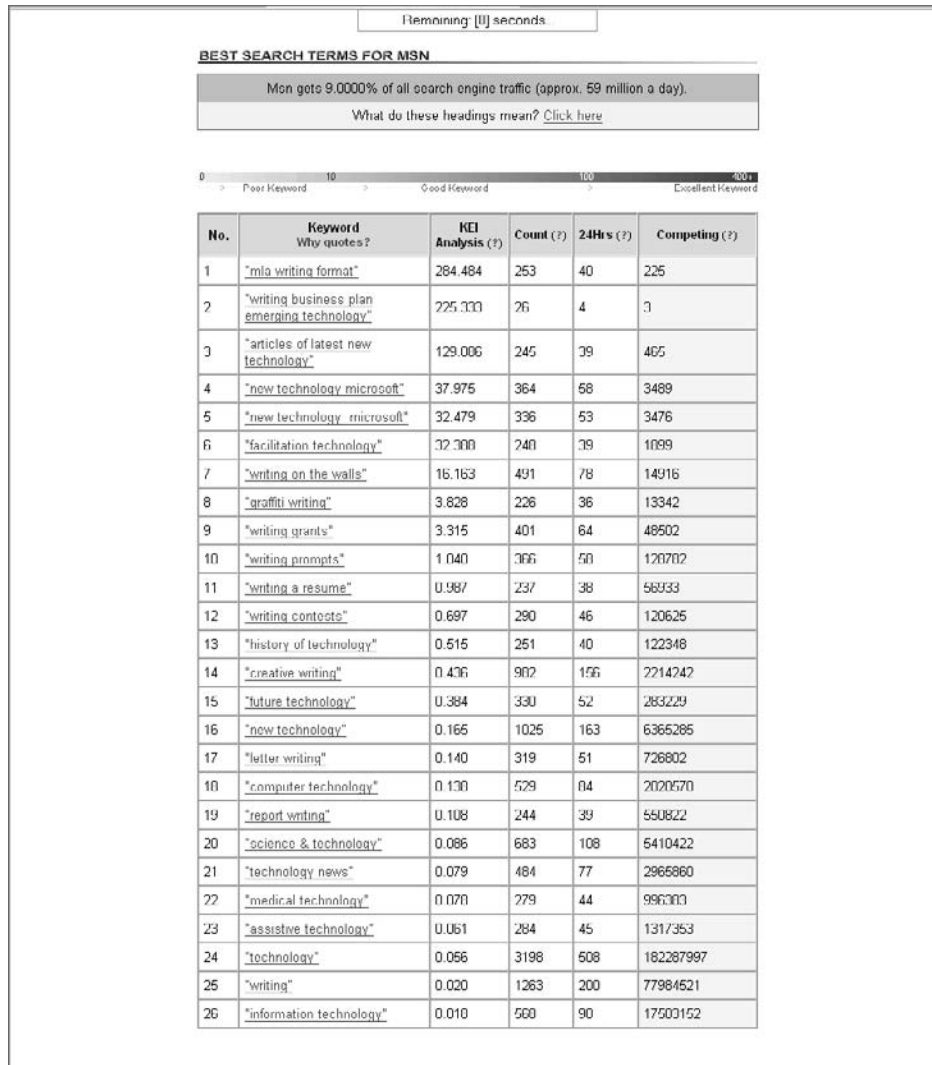 Remaining: [0] seconds...
BEST SEARCH TERMS FOR MSN
Msn gets 9.0000% of all search engine traffic (approx. 59 million a day).
What do these headings mean? Click here
0 10 100 400+
> Poor Keyword > Good Keyword > Excellent Keyword
No. Keyword Why quotes? KEI Analysis (?) Count (?) 24Hrs (?) Competing (?)
1 "mla writing format" 284.484 253 40 225
2 "writing business plan emerging technology" 225.333 26 4 3
3 "articles of latest new technology" 129.086 245 39 465
4 "new technology microsoft" 37.975 364 58 3489
5 "new technology microsoft" 32.479 336 53 3476
6 "facilitation technology" 32.388 248 39 1899
7 "writing on the walls" 16.163 491 78 14916
8 "graffiti writing" 3.828 226 36 13342
9 "writing grants" 3.315 401 64 48502
10 "writing prompts" 1.040 366 58 128782
11 "writing a resume" 0.987 237 38 56933
12 "writing contests" 0.697 290 46 120625
13 "history of technology" 0.515 251 40 122348
14 "creative writing" 0.436 982 156 2214242
15 "future technology" 0.384 330 52 283229
16 "new technology" 0.165 1025 163 6365285
17 "letter writing" 0.140 319 51 726802
18 "computer technology" 0.138 529 84 2028578
19 "report writing" 0.108 244 39 550822
20 "science & technology" 0.086 683 108 5410422
21 "technology news" 0.079 484 77 2965860
22 "medical technology" 0.078 279 44 996383
23 "assistive technology" 0.061 284 45 1317353
24 "technology" 0.056 3198 508 182287997
25 "writing" 0.020 1263 200 77984521
26 "information technology" 0.018 568 90 17503152